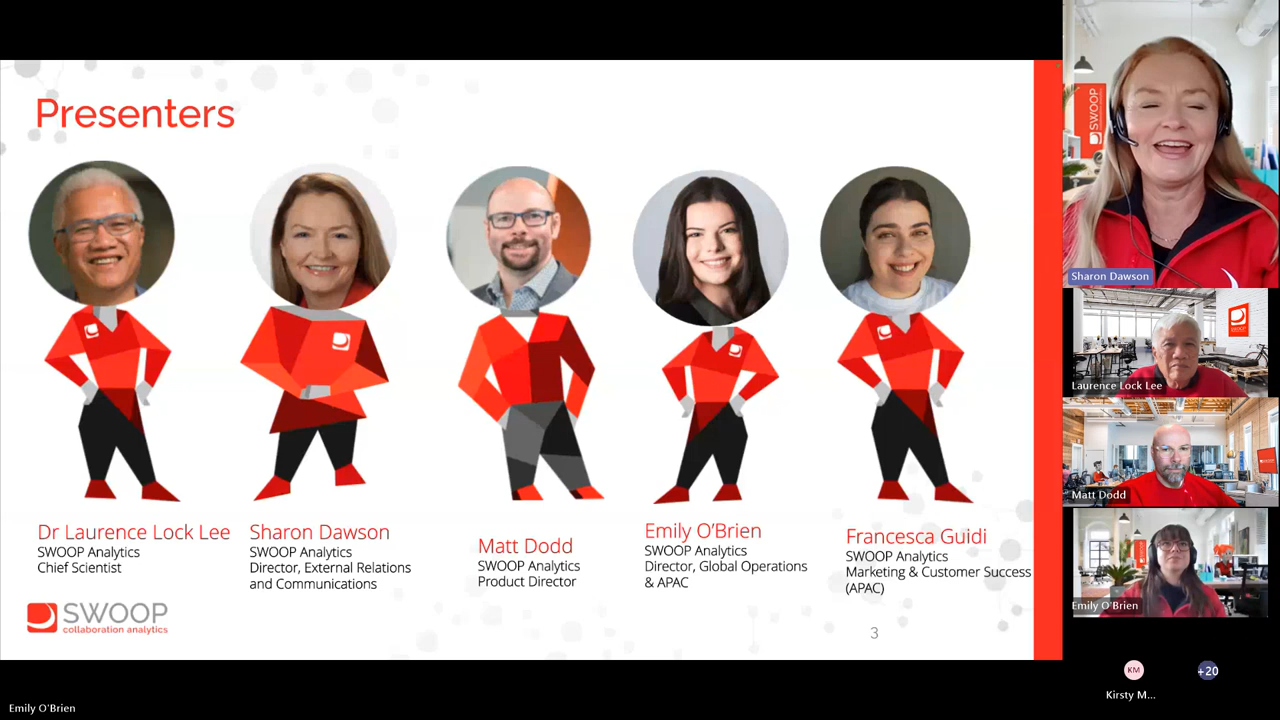 Presenters
Dr Laurence Lock Lee
SWOOP Analytics
Chief Scientist
Sharon Dawson
SWOOP Analytics
Director, External Relations
and Communications
Matt Dodd
SWOOP Analytics
Product Director
Emily O’Brien
SWOOP Analytics
Director, Global Operations
& APAC
Francesca Guidi
SWOOP Analytics
Marketing & Customer Success
(APAC)
SWOOP
collaboration analytics
3
SWOOP
Sharon Dawson
SWOOP
Laurence Lock Lee
SWOOP
Matt Dodd
Emily O'Brien
KM
+20
Kirsty M...
Emily O'Brien